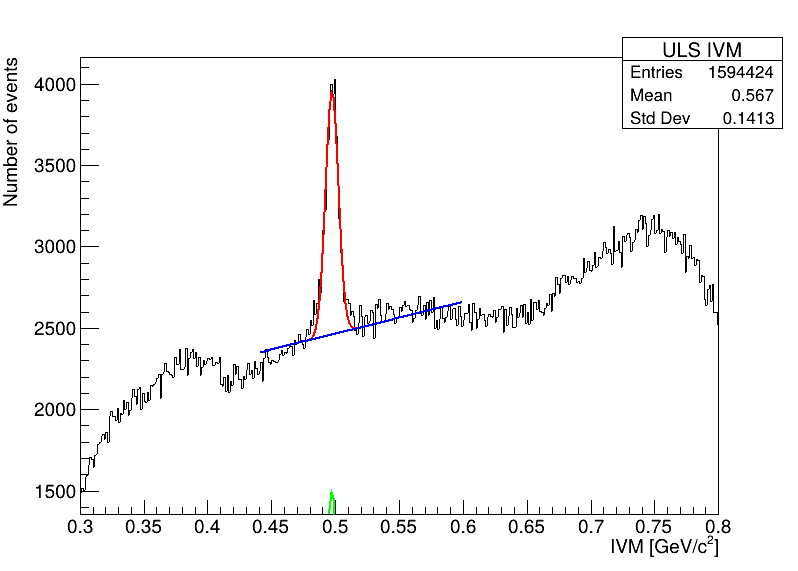 ULS IVM
Entries 1594424
Mean 0.567
Std Dev 0.1413
Number of events
4000
3500
3000
2500
2000
1500
0.3 0.35 0.4 0.45 0.5 0.55 0.6 0.65 0.7 0.75 0.8
IVM [GeV/c²]